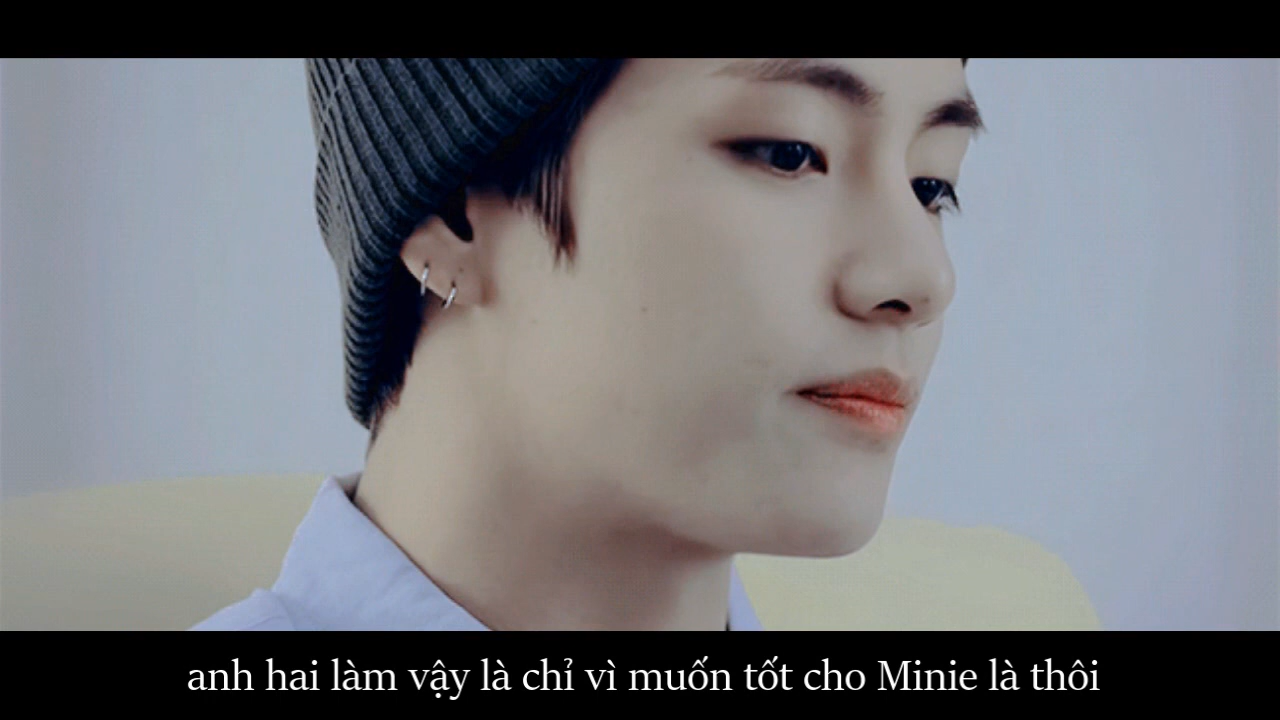 anh hai làm vậy là chỉ vì muốn tốt cho Minie là thôi